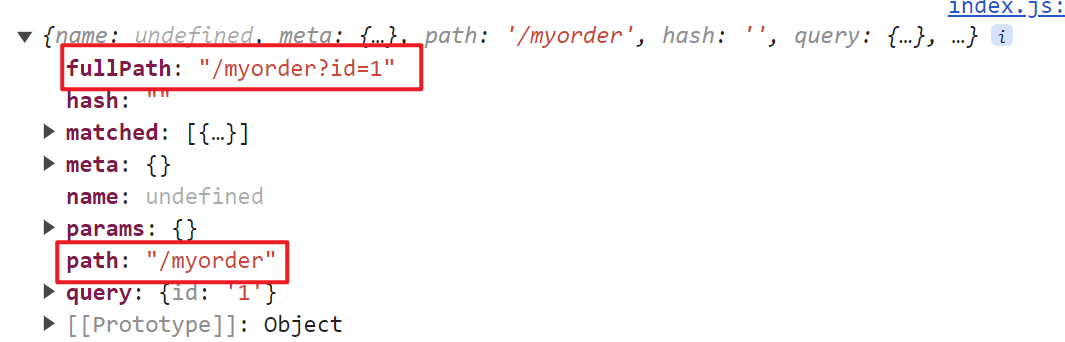 index.js:
▼ {name: undefined, meta: {…}, path: '/myorder', hash: '', query: {…}, …} i
fullPath: "/myorder?id=1"
hash: ""
▶ matched: [{…}]
▶ meta: {}
name: undefined
▶ params: {}
path: "/myorder"
▶ query: {id: '1'}
▶ [[Prototype]]: Object